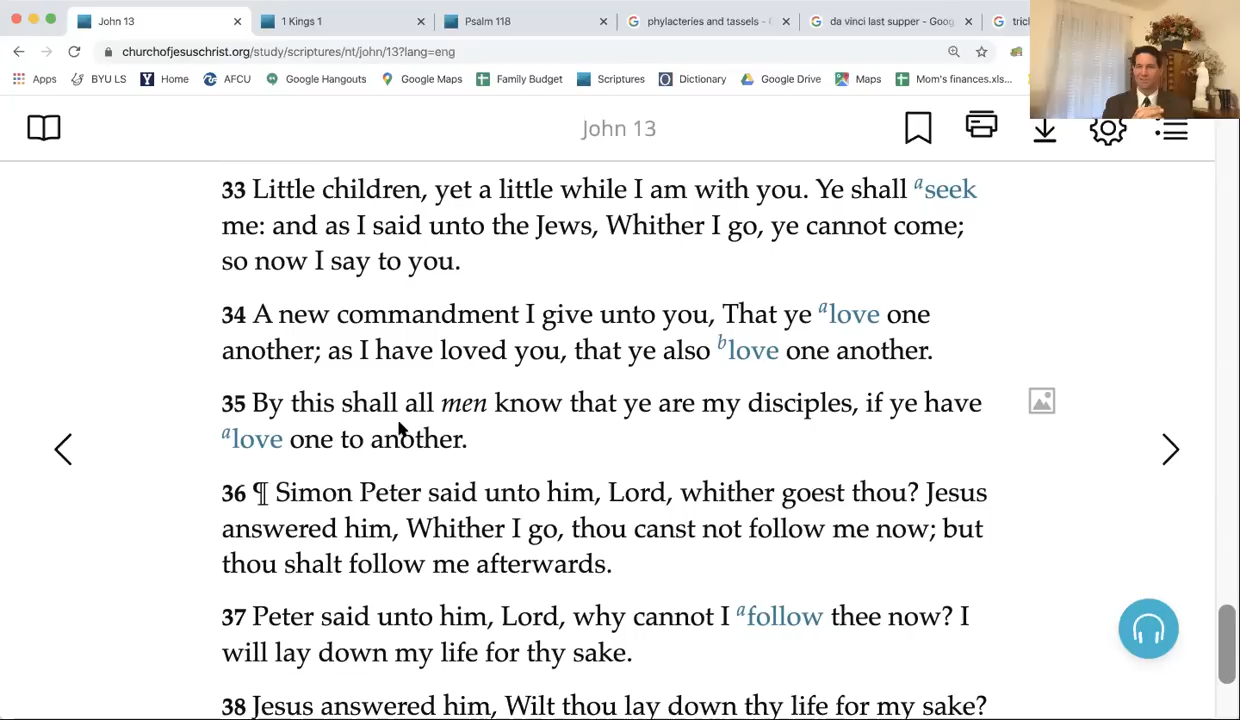 John 13
1 Kings 1
Psalm 118
phylacteries and tassels - (
da vinci last supper - Goog
tricl
churchofjesuschrist.org/study/scriptures/nt/john/13?lang=eng
Apps BYU LS Home AFCU Google Hangouts Google Maps Family Budget Scriptures Dictionary Google Drive Maps Mom's finances.xls...
John 13
33 Little children, yet a little while I am with you. Ye shall a seek
me: and as I said unto the Jews, Whither I go, ye cannot come;
so now I say to you.
34 A new commandment I give unto you, That ye a love one
another; as I have loved you, that ye also b love one another.
35 By this shall all men know that ye are my disciples, if ye have
a love one to another.
36 ¶ Simon Peter said unto him, Lord, whither goest thou? Jesus
answered him, Whither I go, thou canst not follow me now; but
thou shalt follow me afterwards.
37 Peter said unto him, Lord, why cannot I a follow thee now? I
will lay down my life for thy sake.
38 Jesus answered him, Wilt thou lay down thy life for my sake?